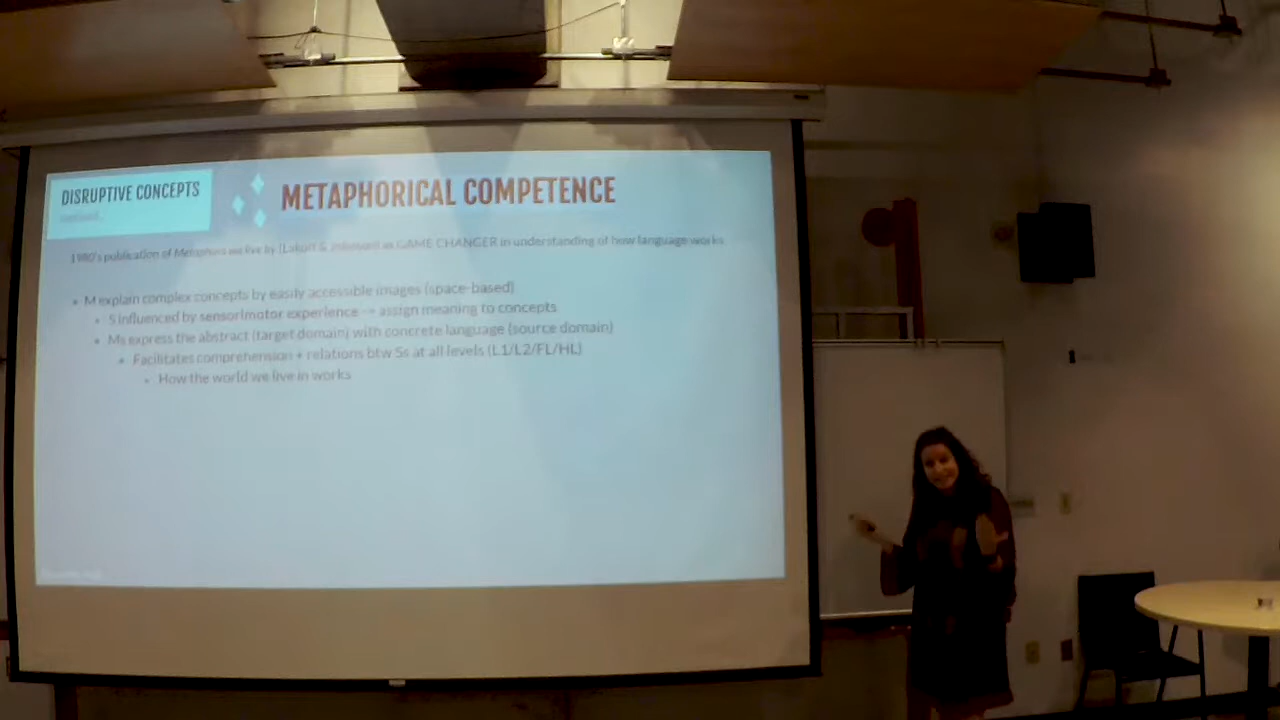 DISRUPTIVE CONCEPTS
METAPHORICAL COMPETENCE
1980's publication of Metaphors we live by (Lakoff & Johnson) as GAME CHANGER in understanding of how language works
M explain complex concepts by easily accessible images (space-based)
S influenced by sensorimator experience --> assign meaning to concepts
Ms express the abstract (target domain) with concrete language (source domain)
Facilitates comprehension + relations btw Ss at all levels (L1/L2/FL/HL)
How the world we live in works